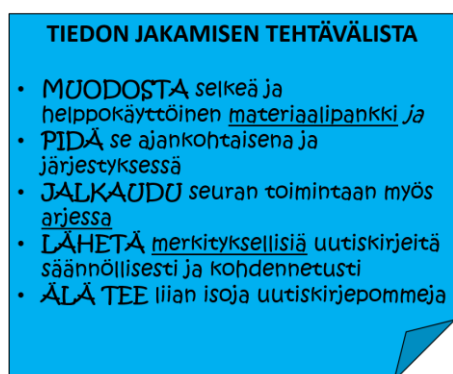 TIEDON JAKAMISEN TEHTÄVÄLISTA
• MUODOSTA selkeä ja
helppokäyttöinen materiaalipankki ja
• PIDÄ se ajankohtaisena ja
järjestyksessä
• JALKAUDU seuran toimintaan myös
arjessa
• LÄHETÄ merkityksellisiä uutiskirjeitä
säännöllisesti ja kohdennetusti
• ÄLÄ TEE liian isoja uutiskirjepommeja